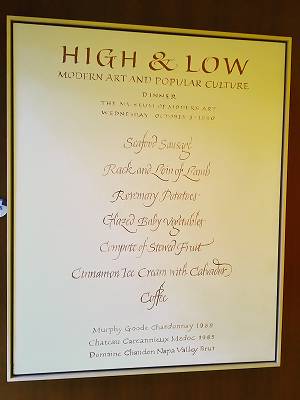 HIGH & LOW
MODERN ART AND POPULAR CULTURE
DINNER
THE MUSEUM OF MODERN ART
WEDNESDAY · OCTOBER 3 · 1990
Seafood Sausage
Rack and Loin of Lamb
Rosemary Potatoes
Glazed Baby Vegetables
Compote of Stewed Fruit
Cinnamon Ice Cream with Calvados
Coffee
Murphy Goode Chardonnay 1988
Chateau Carcannieux Medoc 1985
Domaine Chandon Napa Valley Brut